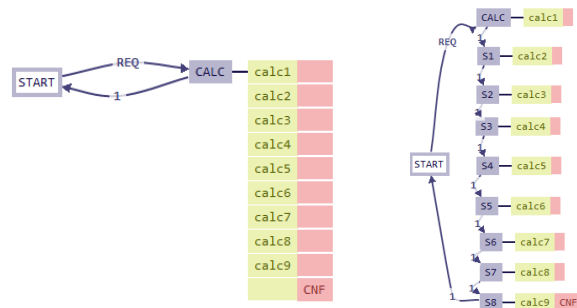 REQ
START
1
CALC
calc1
calc2
calc3
calc4
calc5
calc6
calc7
calc8
calc9
CNF
CALC
calc1
REQ
1
S1
calc2
1
S2
calc3
1
S3
calc4
1
START
S4
calc5
1
S5
calc6
1
S6
calc7
1
S7
calc8
1
1
S8
calc9
CNF